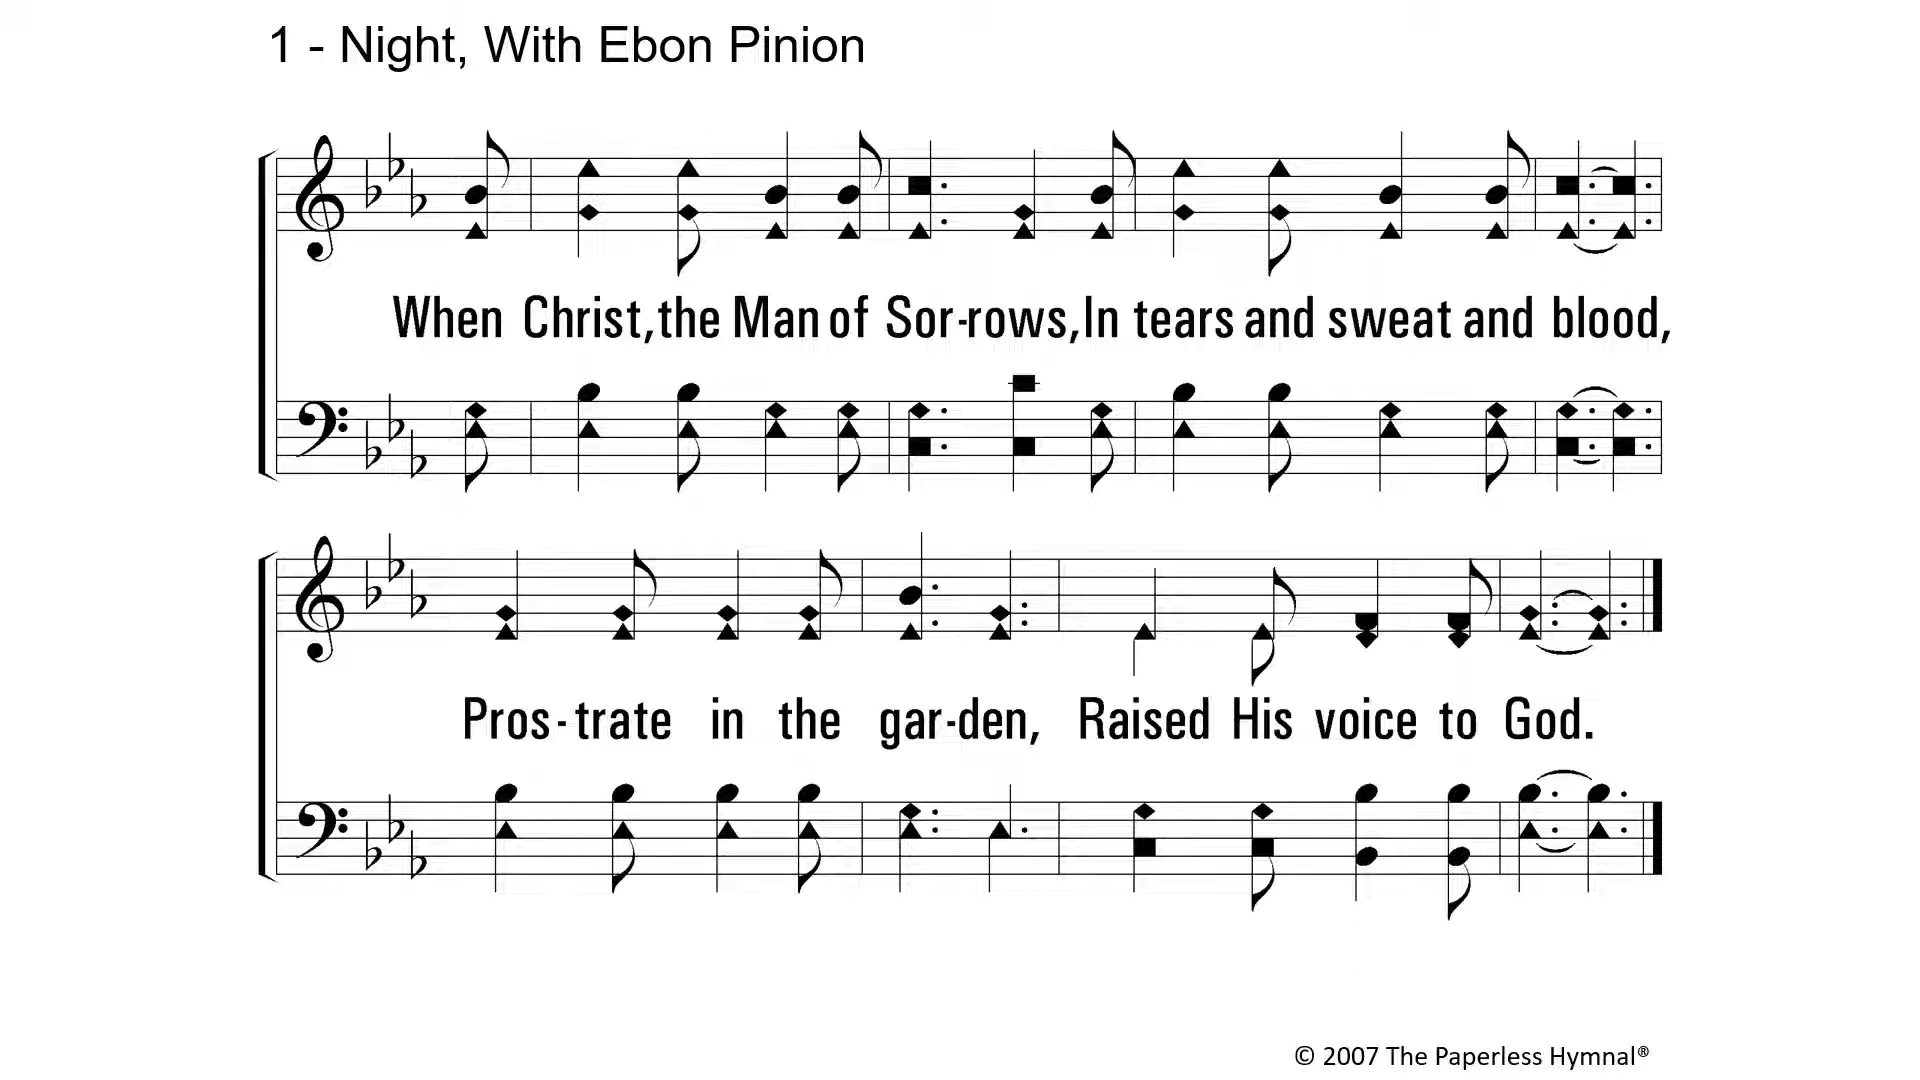 1 - Night, With Ebon Pinion
When Christ, the Man of Sor-rows, In tears and sweat and blood,
Pros-trate in the gar-den, Raised His voice to God.
© 2007 The Paperless Hymnal®